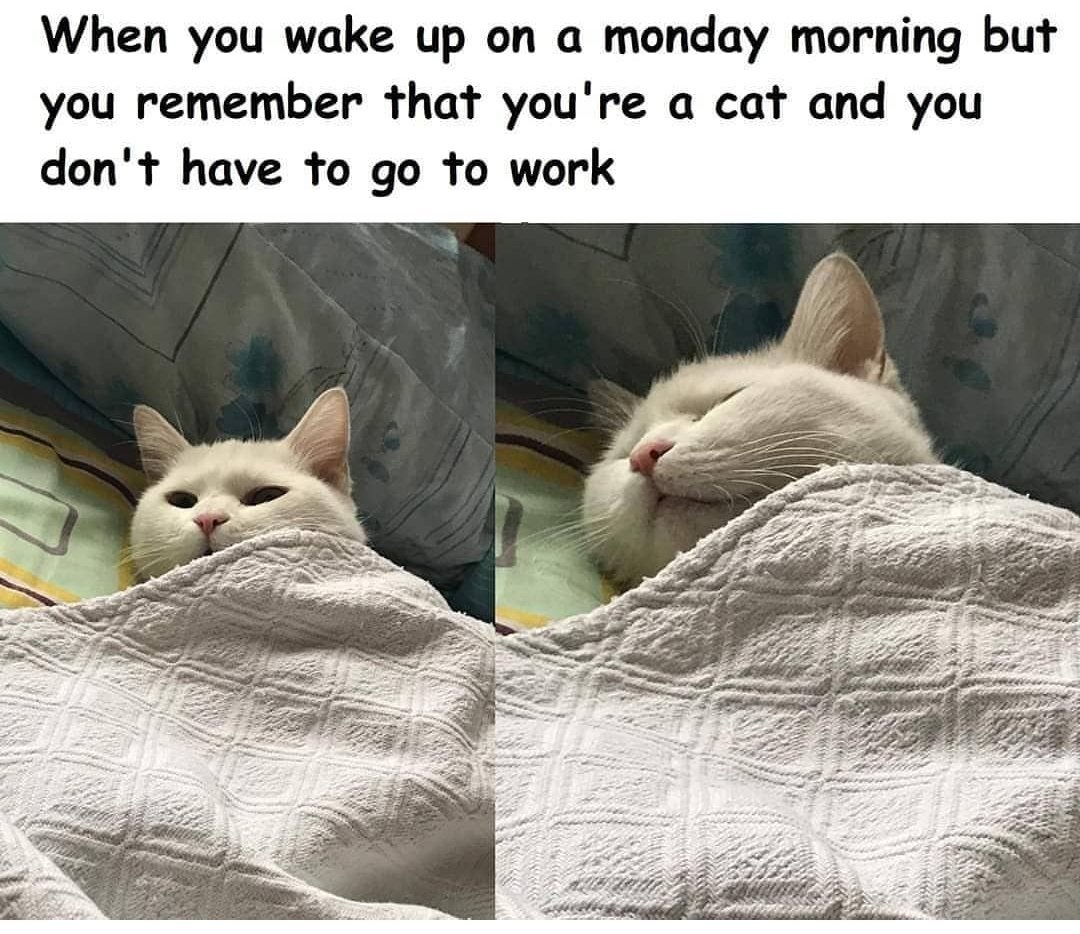 When you wake up on a monday morning but
you remember that you're a cat and you
don't have to go to work